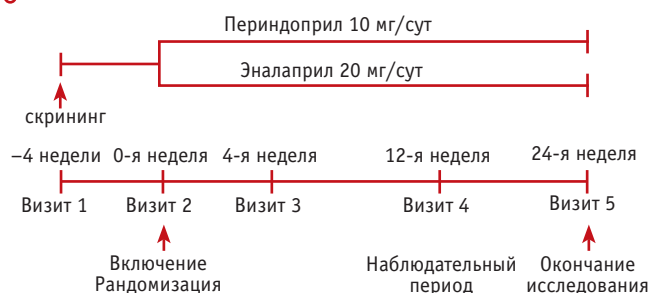 Периндоприл 10 мг/сут
Эналаприл 20 мг/сут
скрининг
–4 недели 0-я неделя 4-я неделя 12-я неделя 24-я неделя
Визит 1 Визит 2 Визит 3 Визит 4 Визит 5
Включение
Рандомизация
Наблюдательный
период
Окончание
исследования